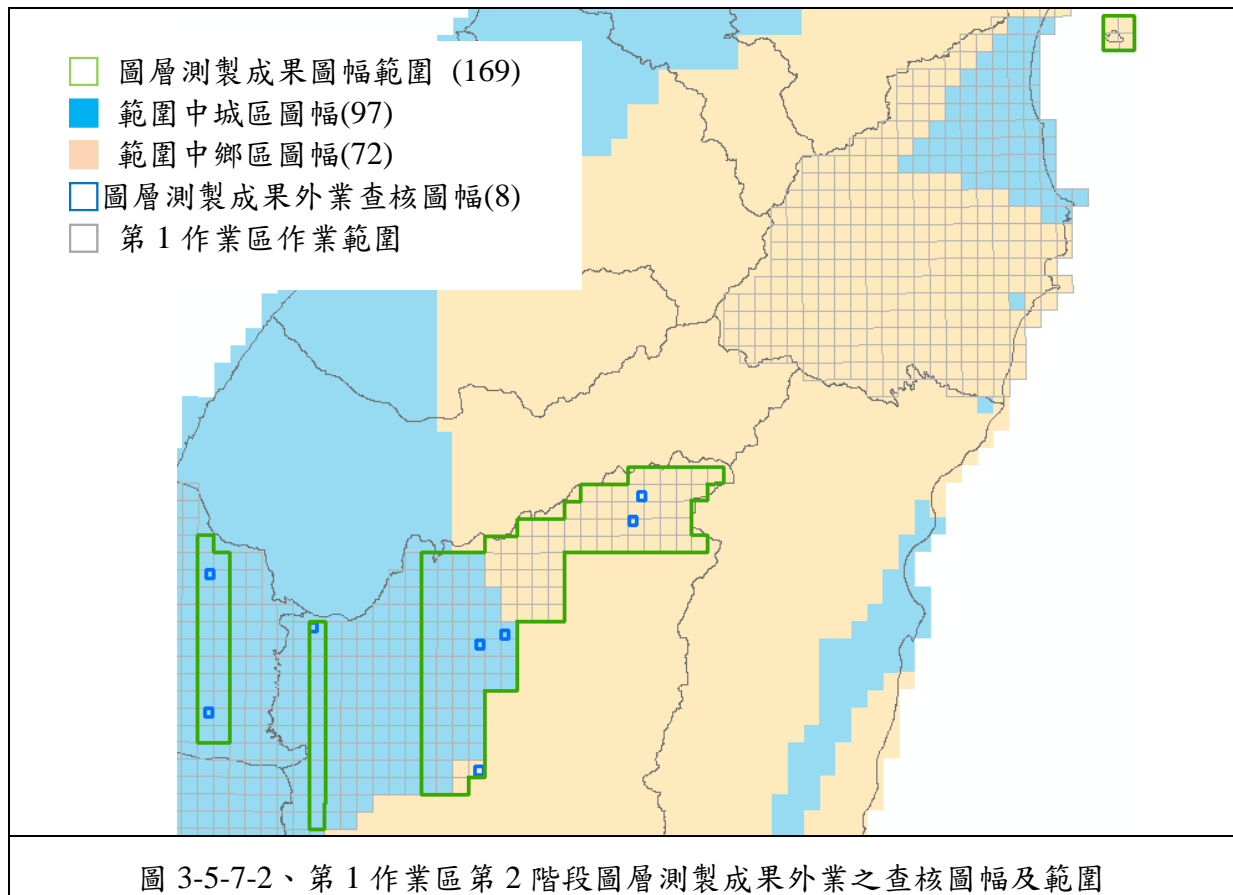 圖層測製成果圖幅範圍 (169)
範圍中城區圖幅(97)
範圍中鄉區圖幅(72)
圖層測製成果外業查核圖幅(8)
第 1 作業區作業範圍
圖 3-5-7-2、第 1 作業區第 2 階段圖層測製成果外業之查核圖幅及範圍